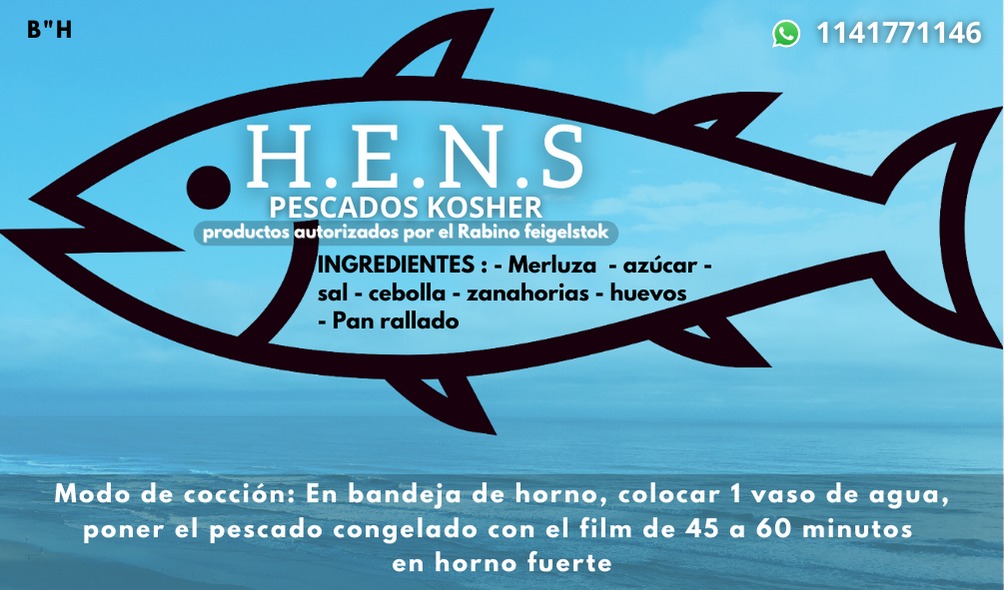 B"H
1141771146
H.E.N.S
PESCADOS KOSHER
productos autorizados por el Rabino feigelstok
INGREDIENTES : - Merluza - azúcar -
sal - cebolla - zanahorias - huevos
- Pan rallado
Modo de cocción: En bandeja de horno, colocar 1 vaso de agua,
poner el pescado congelado con el film de 45 a 60 minutos
en horno fuerte